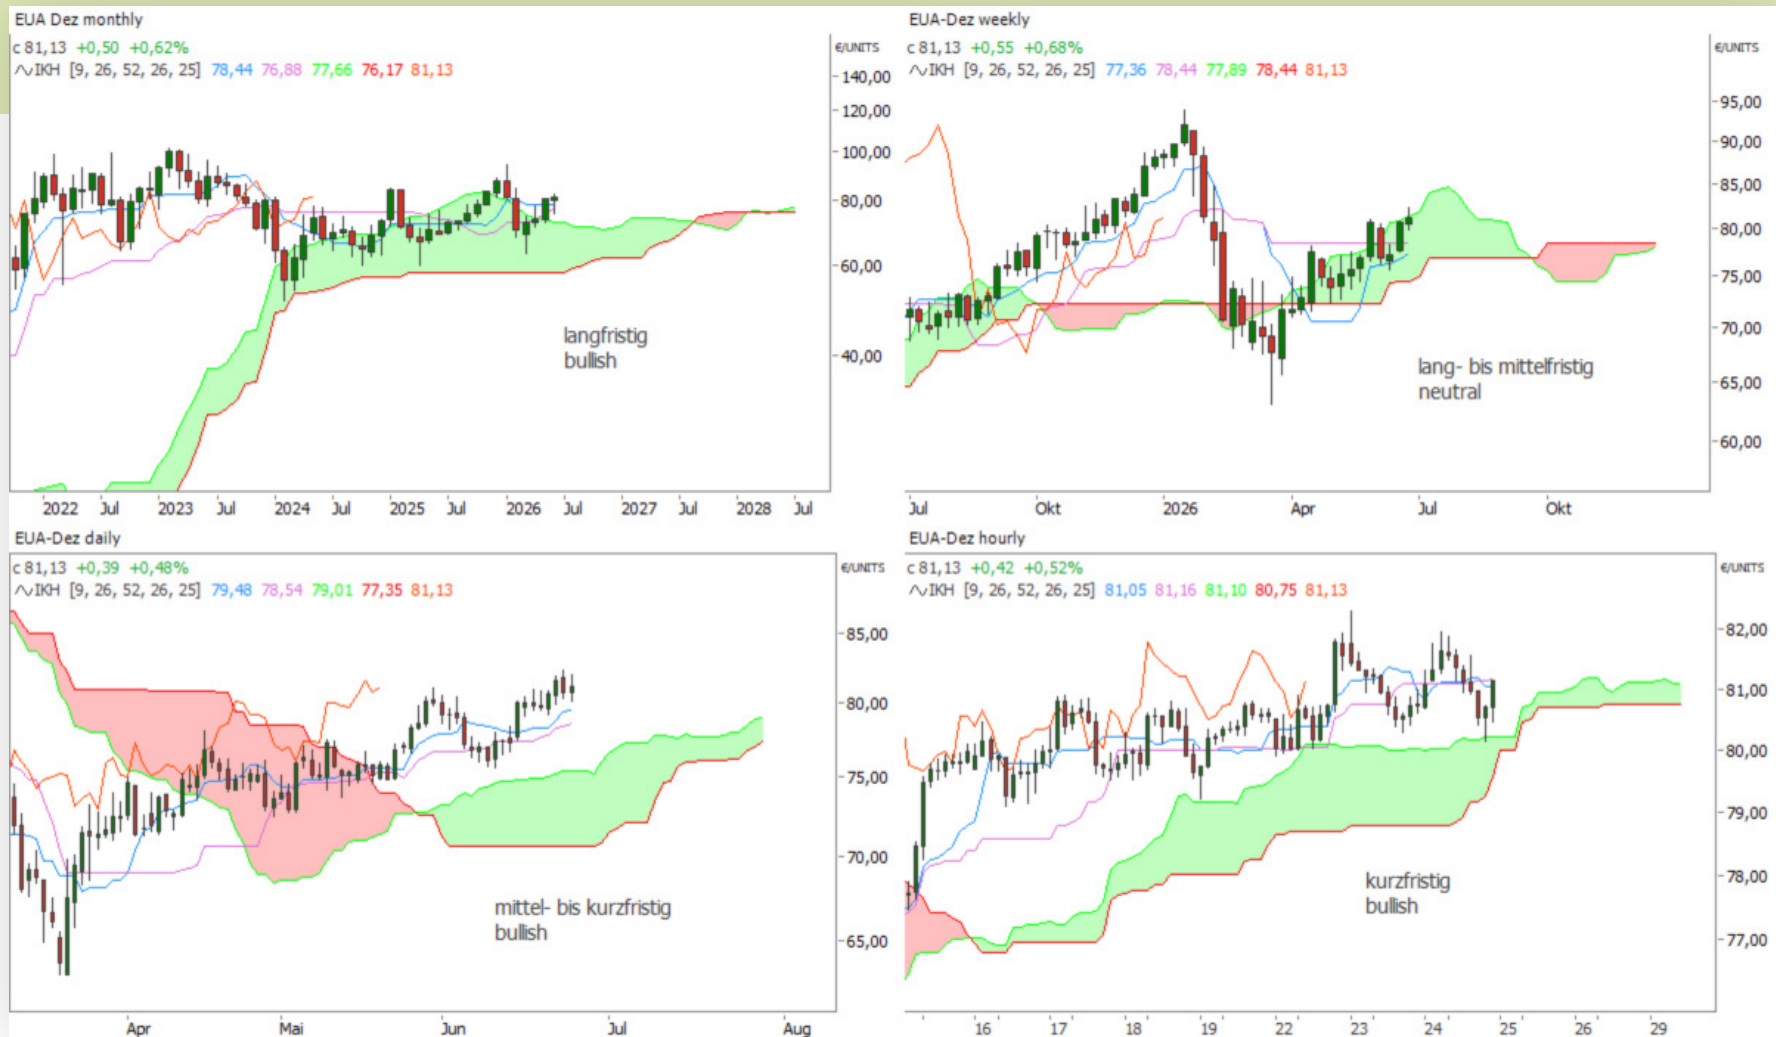 EUA Dez monthly
c 81,13 +0,50 +0,62%
IKH [9, 26, 52, 26, 25] 78,44 76,88 77,66 76,17 81,13
€/UNITS
140,00
120,00
100,00
80,00
60,00
40,00
langfristig
bullish
2022 Jul 2023 Jul 2024 Jul 2025 Jul 2026 Jul 2027 Jul 2028 Jul
EUA-Dez weekly
c 81,13 +0,55 +0,68%
IKH [9, 26, 52, 26, 25] 77,36 78,44 77,89 78,44 81,13
€/UNITS
95,00
90,00
85,00
80,00
75,00
70,00
65,00
60,00
lang- bis mittelfristig
neutral
Jul Okt 2026 Apr Jul Okt
EUA-Dez daily
c 81,13 +0,39 +0,48%
IKH [9, 26, 52, 26, 25] 79,48 78,54 79,01 77,35 81,13
€/UNITS
85,00
80,00
75,00
70,00
65,00
mittel- bis kurzfristig
bullish
Apr Mai Jun Jul Aug
EUA-Dez hourly
c 81,13 +0,42 +0,52%
IKH [9, 26, 52, 26, 25] 81,05 81,16 81,10 80,75 81,13
€/UNITS
82,00
81,00
80,00
79,00
78,00
77,00
kurzfristig
bullish
16 17 18 19 22 23 24 25 26 29